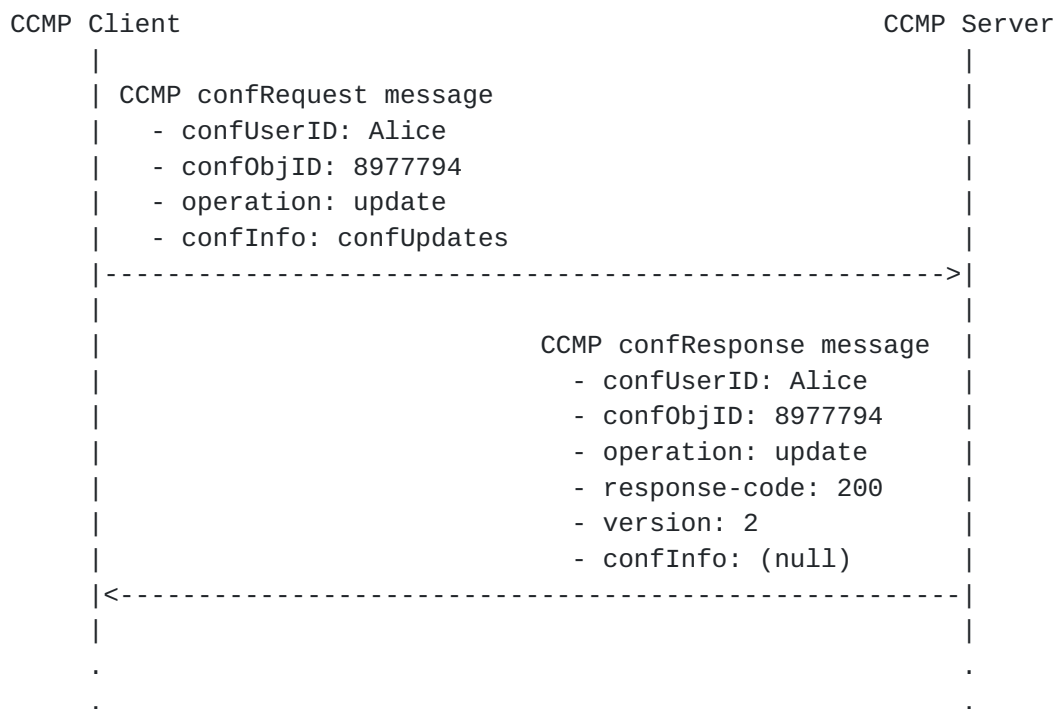 CCMP Client CCMP Server
CCMP confRequest message
- confUserID: Alice
- confObjID: 8977794
- operation: update
- confInfo: confUpdates
CCMP confResponse message
- confUserID: Alice
- confObjID: 8977794
- operation: update
- response-code: 200
- version: 2
- confInfo: (null)